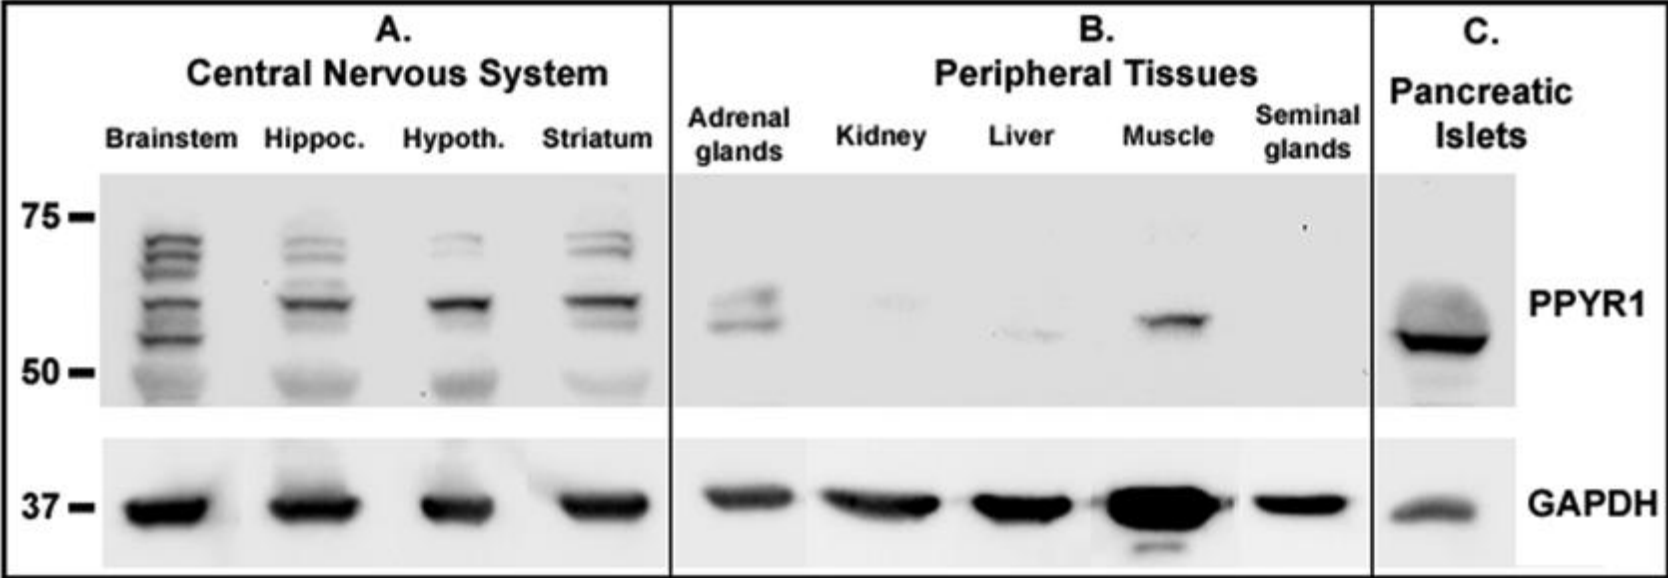 A.
Central Nervous System
Brainstem Hippoc. Hypoth. Striatum
B.
Peripheral Tissues
Adrenal glands Kidney Liver Muscle Seminal glands
C.
Pancreatic
Islets
75
50
PPYR1
37
GAPDH